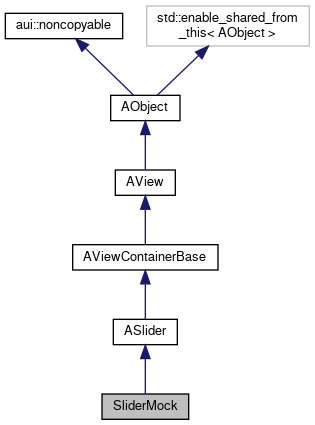 aui::noncopyable
std::enable_shared_from
_this< AObject >
AObject
AView
AViewContainerBase
ASlider
SliderMock